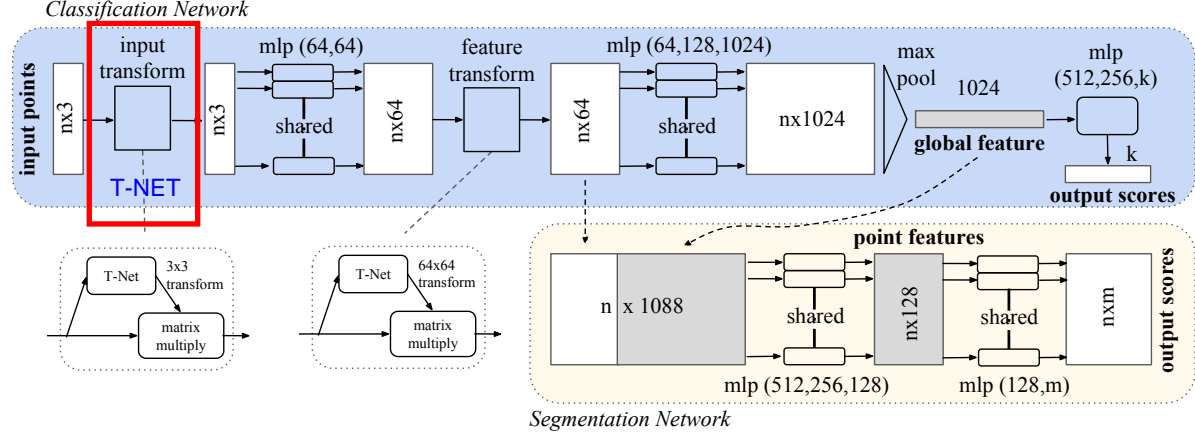 Classification Network
input points
nx3
input
transform
T-NET
nx3
mlp (64,64)
shared
nx64
feature
transform
nx64
mlp (64,128,1024)
shared
nx1024
max
pool
1024
global feature
mlp
(512,256,k)
k
output scores
T-Net
3x3
transform
matrix
multiply
T-Net
64x64
transform
matrix
multiply
point features
n x 1088
shared
mlp (512,256,128)
nx128
shared
mlp (128,m)
nxm
output scores
Segmentation Network